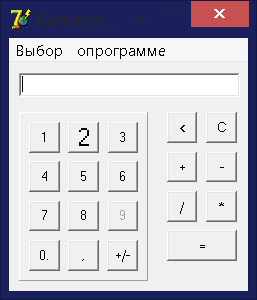 Выбор опрограмме
1 2 3 < C
4 5 6 + -
7 8 9 / *
0. , +/- =